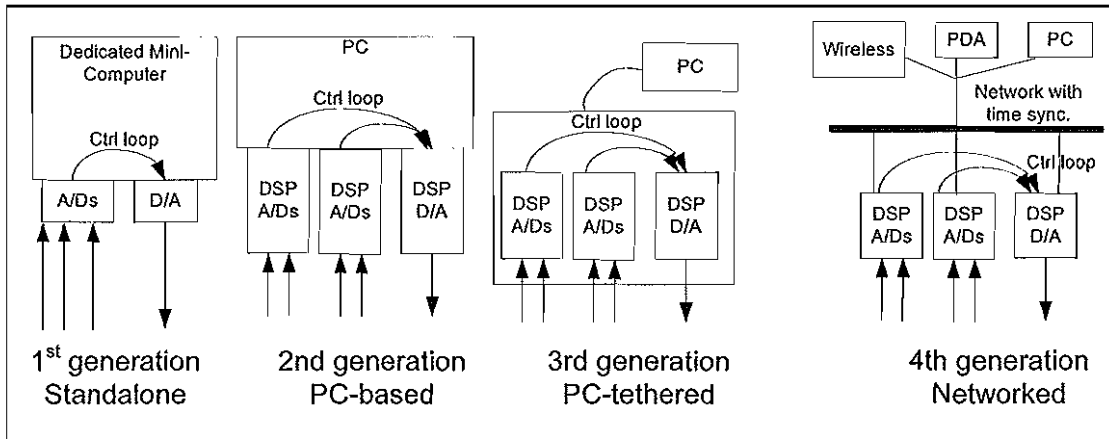 Dedicated Mini-
Computer
Ctrl loop
A/Ds
D/A
1st generation
Standalone
PC
Ctrl loop
DSP
A/Ds
DSP
A/Ds
DSP
D/A
2nd generation
PC-based
PC
Ctrl loop
DSP
A/Ds
DSP
A/Ds
DSP
D/A
3rd generation
PC-tethered
Wireless
PDA
PC
Network with
time sync.
Ctrl loop
DSP
A/Ds
DSP
A/Ds
DSP
D/A
4th generation
Networked